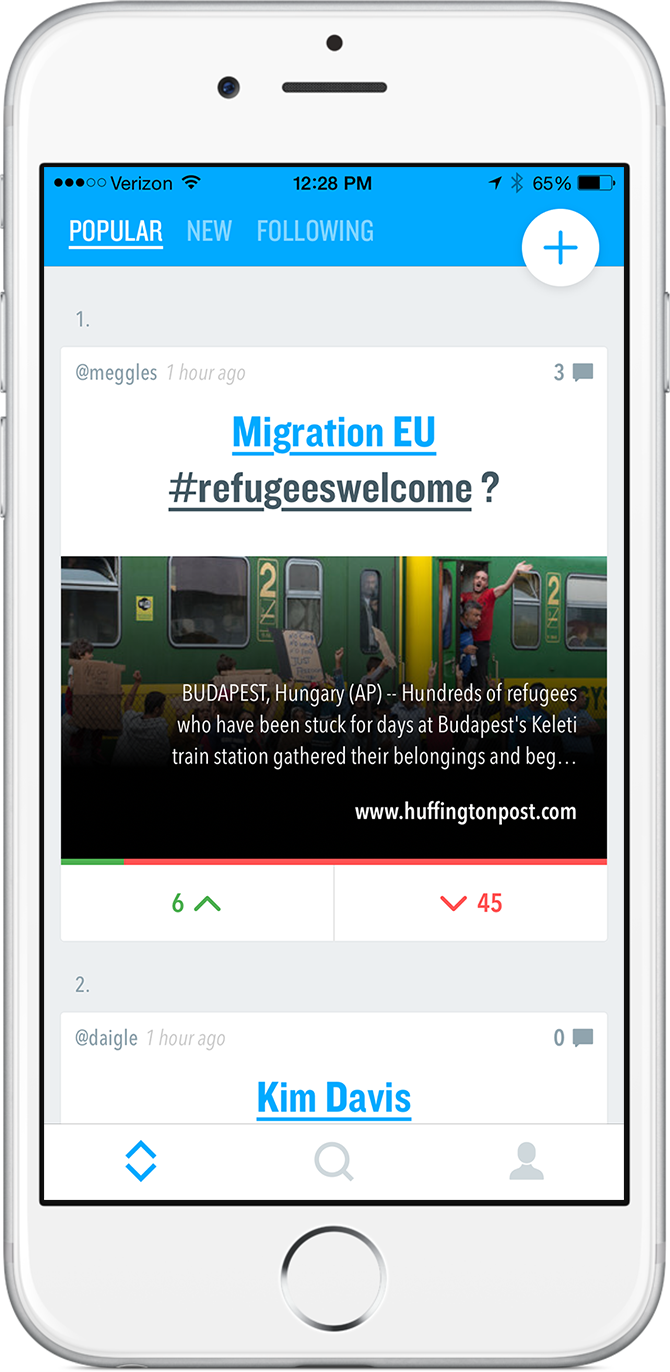 Verizon 12:28 PM 65%
POPULAR NEW FOLLOWING
1.
@meggles 1 hour ago 3
Migration EU
#refugeeswelcome ?
2 2
BUDAPEST, Hungary (AP) -- Hundreds of refugees
who have been stuck for days at Budapest's Keleti
train station gathered their belongings and beg…
www.huffingtonpost.com
6 45
2.
@daigle 1 hour ago 0
Kim Davis